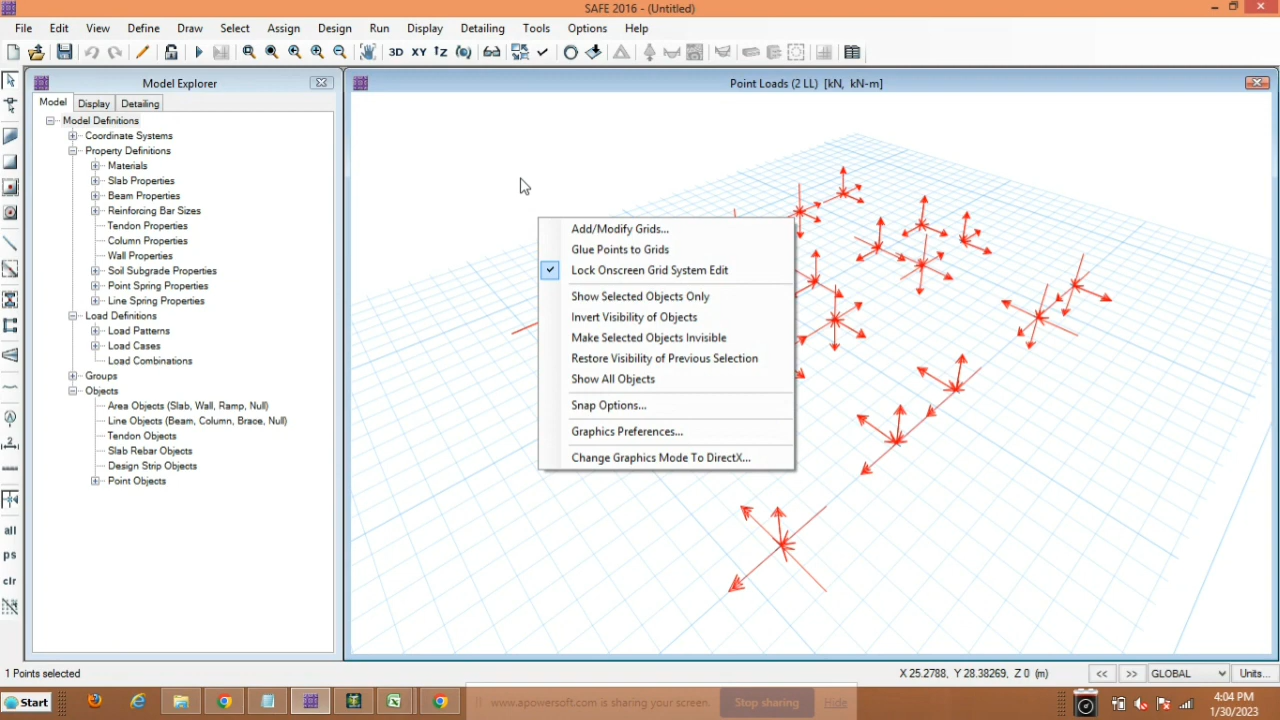 SAFE 2016 - (Untitled)
File Edit View Define Draw Select Assign Design Run Display Detailing Tools Options Help
3D XY
Model Explorer
Model Display Detailing
Model Definitions
Coordinate Systems
Property Definitions
Materials
Slab Properties
Beam Properties
Reinforcing Bar Sizes
Tendon Properties
Column Properties
Wall Properties
Soil Subgrade Properties
Point Spring Properties
Line Spring Properties
Load Definitions
Load Patterns
Load Cases
Load Combinations
Groups
Objects
Area Objects (Slab, Wall, Ramp, Null)
Line Objects (Beam, Column, Brace, Null)
Tendon Objects
Slab Rebar Objects
Design Strip Objects
Point Objects
all
ps
clr
Point Loads (2 LL) [kN, kN-m]
Add/Modify Grids...
Glue Points to Grids
Lock Onscreen Grid System Edit
Show Selected Objects Only
Invert Visibility of Objects
Make Selected Objects Invisible
Restore Visibility of Previous Selection
Show All Objects
Snap Options...
Graphics Preferences...
Change Graphics Mode To DirectX...
1 Points selected
X 25.2788, Y 28.38269, Z 0 (m)
<< >> GLOBAL Units...
Start
www.apowersoft.com is sharing your screen. Stop sharing Hide
4:04 PM
1/30/2023